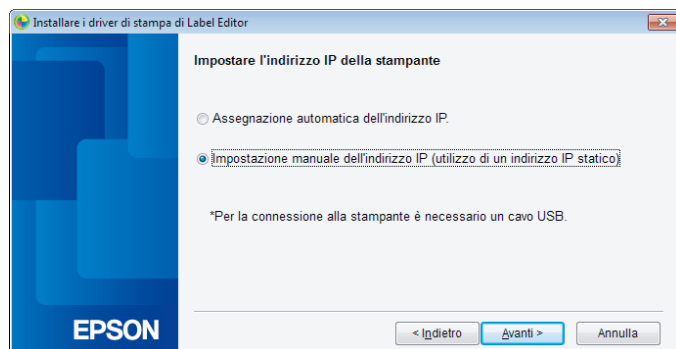 Installare i driver di stampa di Label Editor
Impostare l'indirizzo IP della stampante
Assegnazione automatica dell'indirizzo IP.
Impostazione manuale dell'indirizzo IP (utilizzo di un indirizzo IP statico)
*Per la connessione alla stampante è necessario un cavo USB.
EPSON
< Indietro Avanti > Annulla